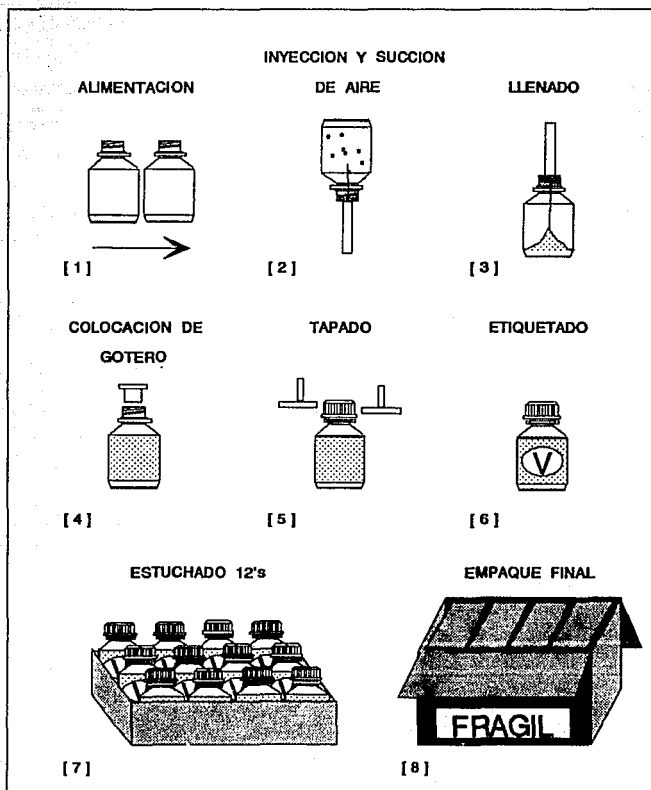 INYECCION Y SUCCION
ALIMENTACION DE AIRE LLENADO
[1] [2] [3]
COLOCACION DE TAPADO ETIQUETADO
GOTERO
V
[4] [5] [6]
ESTUCHADO 12's EMPAQUE FINAL
FRAGIL
[7] [8]